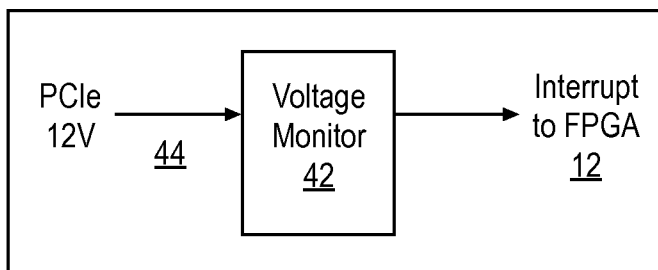 PCIe
12V
44
Voltage
Monitor
42
Interrupt
to FPGA
12